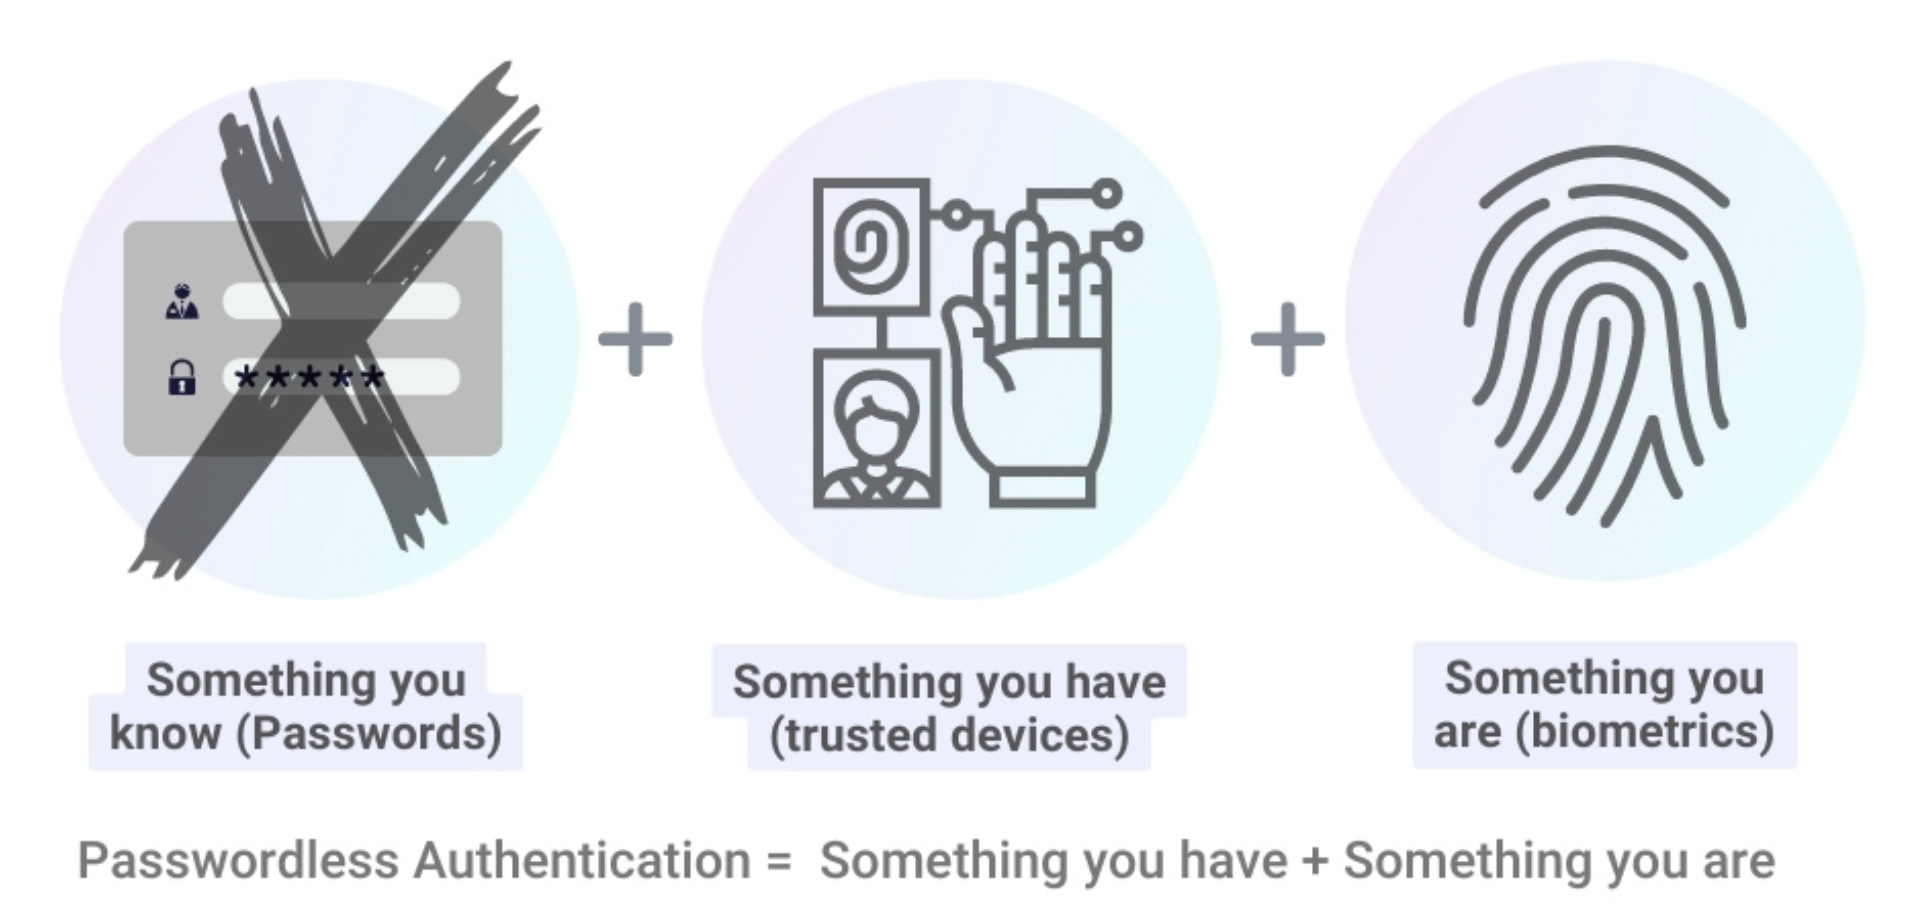 *****
Something you
know (Passwords)
+
Something you have
(trusted devices)
+
Something you
are (biometrics)
Passwordless Authentication = Something you have + Something you are